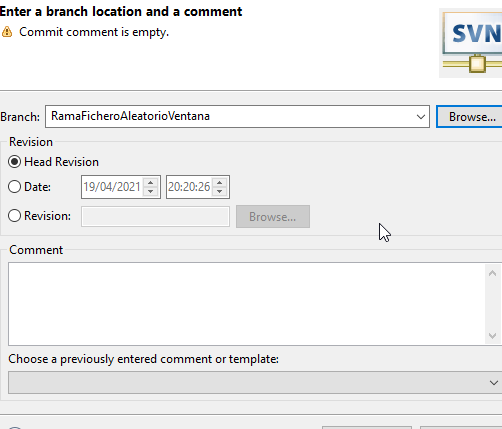 Enter a branch location and a comment
Commit comment is empty.
SVN
Branch: RamaFicheroAleatorioVentana Browse...
Revision
Head Revision
Date: 19/04/2021 20:20:26
Revision: Browse...
Comment
Choose a previously entered comment or template: